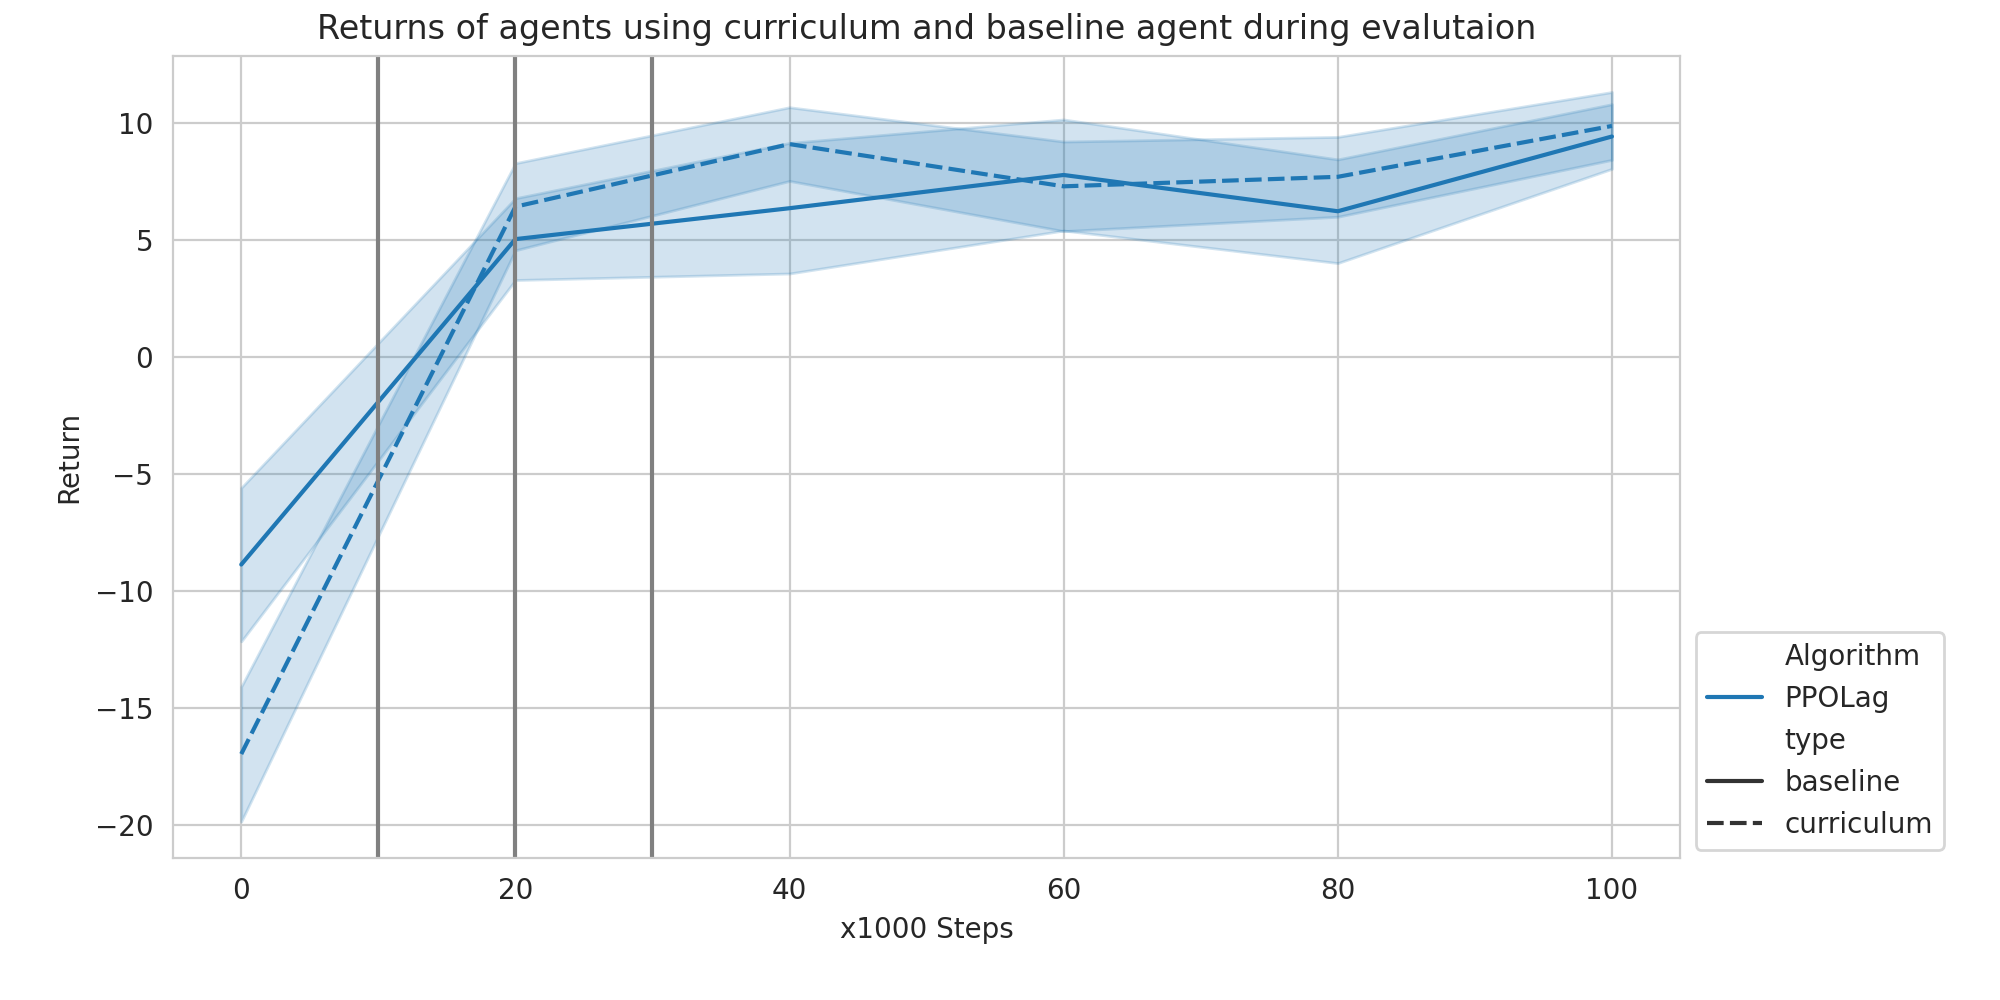 Returns of agents using curriculum and baseline agent during evalutaion
10
5
0
−5
−10
−15
−20
Return
0 20 40 60 80 100
x1000 Steps
Algorithm
PPOLag
type
baseline
curriculum